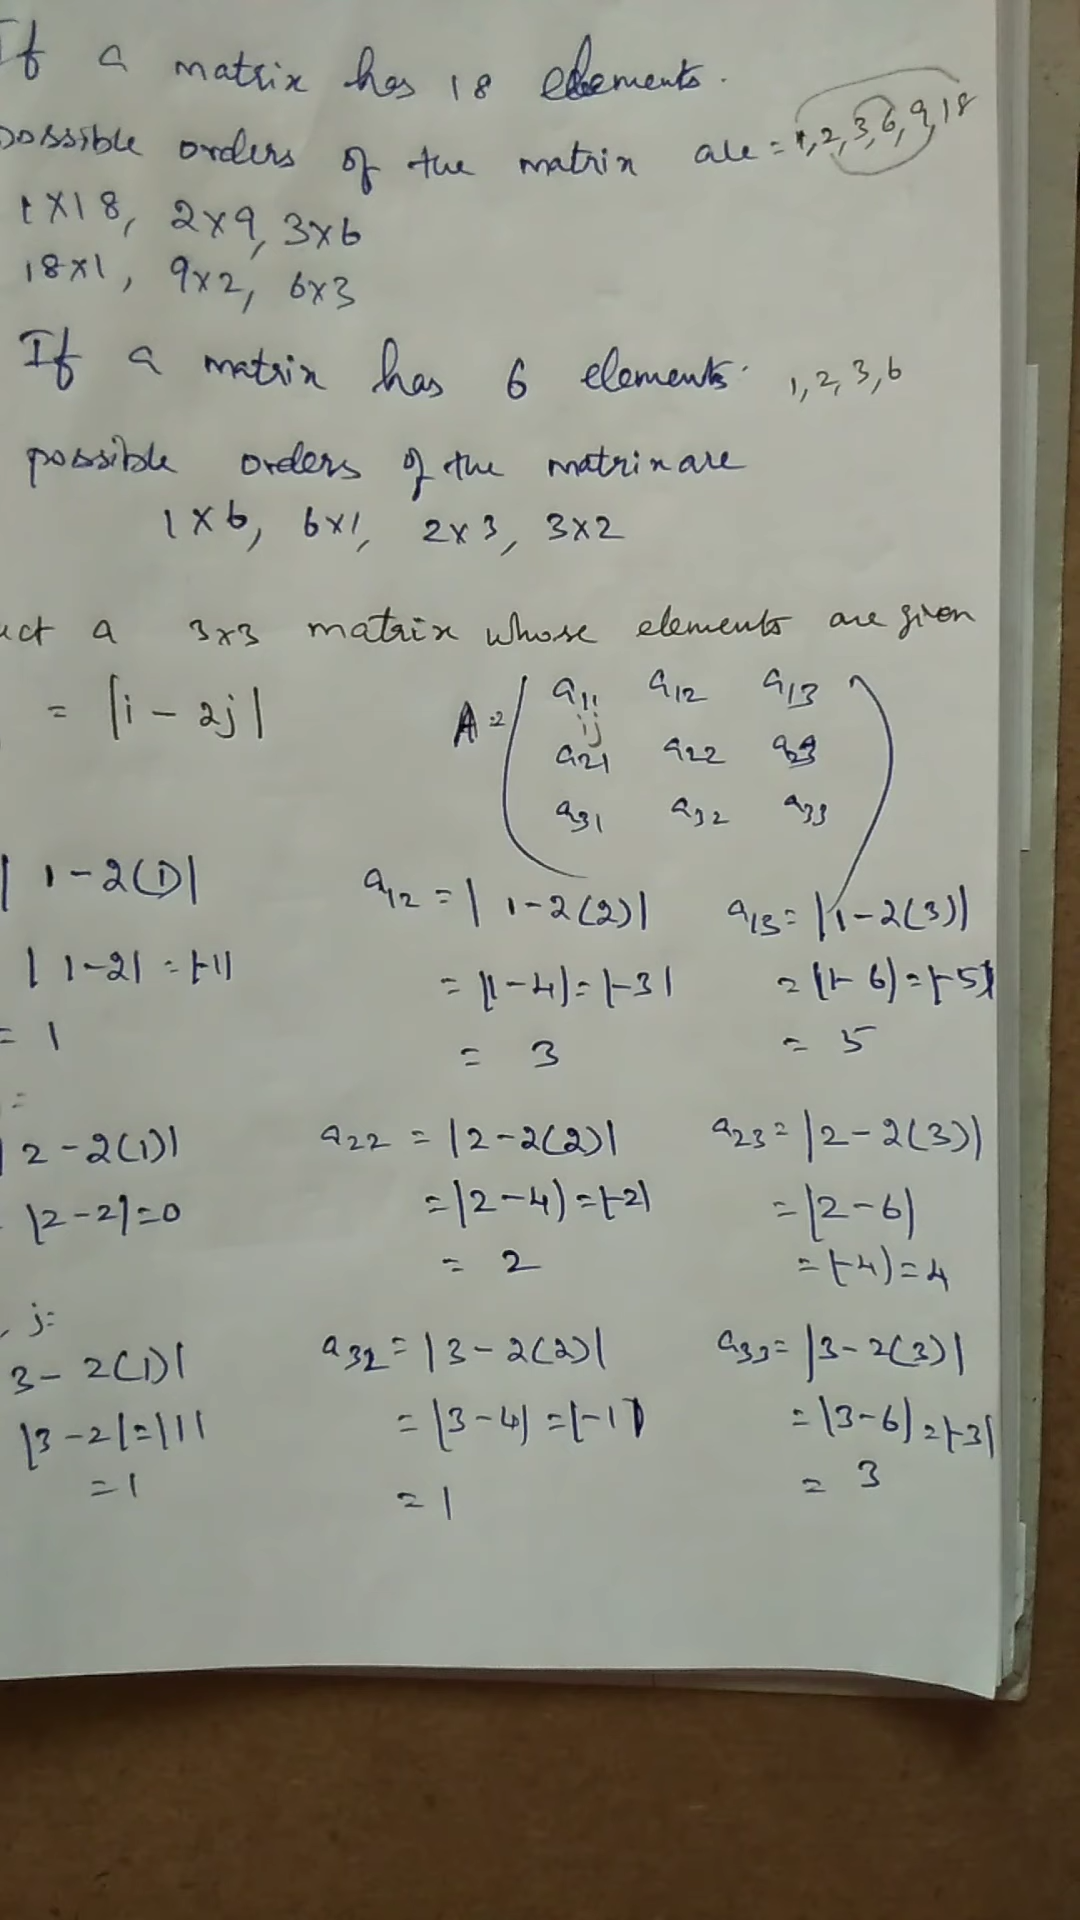 If a matrix has 18 elements.
possible orders of the matrix are = 1, 2, 3, 6, 9, 18
1×18, 2×9, 3×6
18×1, 9×2, 6×3
If a matrix has 6 elements. 1, 2, 3, 6
possible orders of the matrix are
1×6, 6×1, 2×3, 3×2
uct a 3×3 matrix whose elements are given
= |i - 2j|
A = ( a11 a12 a13
ij
a21 a22 a23
a31 a32 a33 )
| 1-2(1)| a12 = | 1-2(2)| a13 = |1-2(3)|
| 1-2| = |-1| = |1-4| = |-3| = |1-6| = |-5|
= 1 = 3 = 5
=
| 2-2(1)| a22 = |2-2(2)| a23 = |2-2(3)|
|2-2| = 0 = |2-4| = |-2| = |2-6|
= 2 = |-4| = 4
, j=
3-2(1)| a32 = |3-2(2)| a33 = |3-2(3)|
|3-2| = |1| = |3-4| = |-1| = |3-6| = |-3|
= 1 = 1 = 3